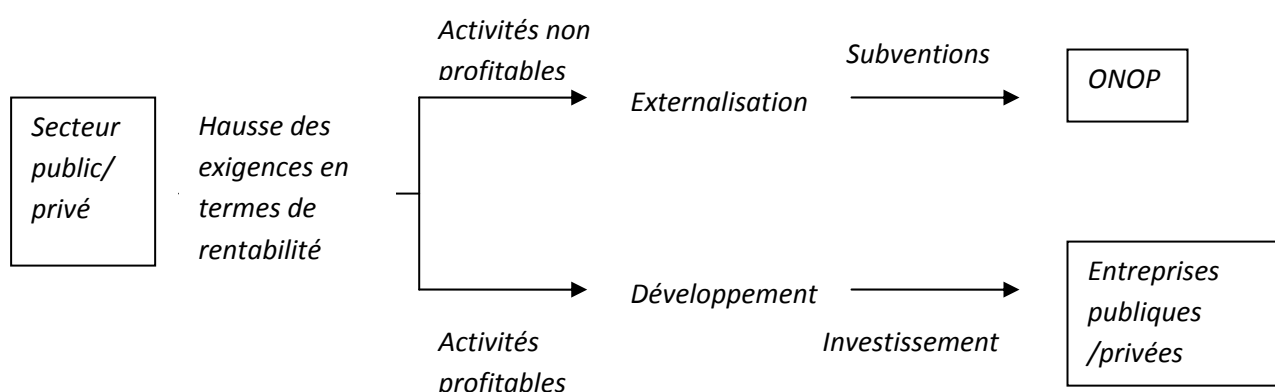 Activités non
profitables
Subventions
ONOP
Externalisation
Secteur
public/
privé
Hausse des
exigences en
termes de
rentabilité
Entreprises
publiques
/privées
Développement
Investissement
Activités
profitables